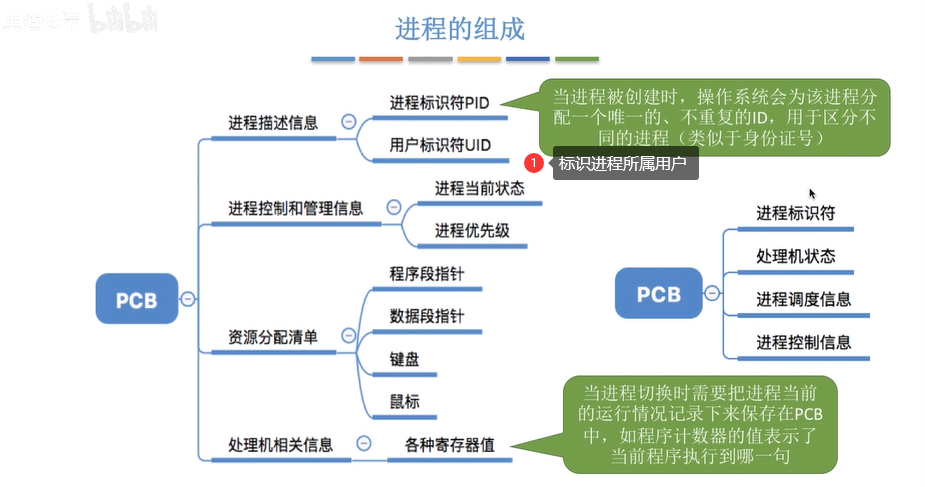 bilibili
进程的组成
进程标识符PID
当进程被创建时，操作系统会为该进程分
配一个唯一的、不重复的ID，用于区分不
同的进程（类似于身份证号）
进程描述信息
用户标识符UID
1 标识进程所属用户
进程当前状态
进程控制和管理信息
进程优先级
程序段指针
数据段指针
资源分配清单
键盘
鼠标
PCB
处理机相关信息
各种寄存器值
当进程切换时需要把进程当前
的运行情况记录下来保存在PCB
中，如程序计数器的值表示了
当前程序执行到哪一句
进程标识符
处理机状态
PCB
进程调度信息
进程控制信息